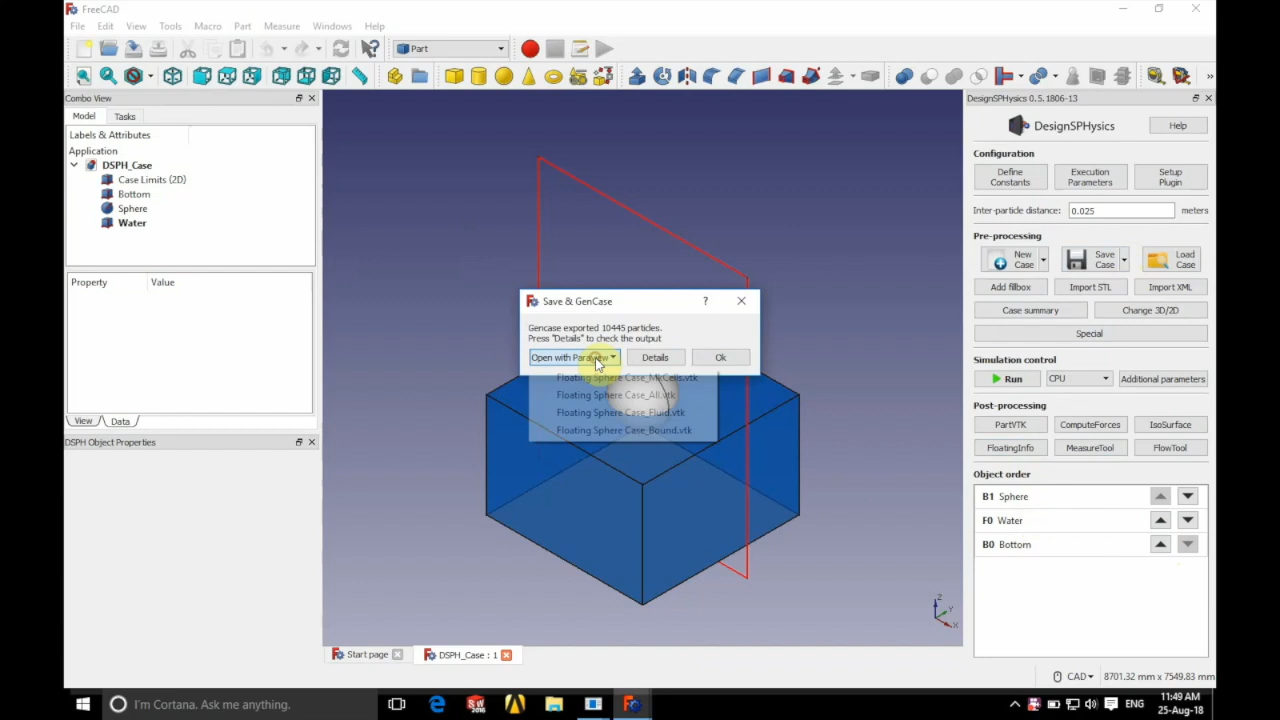 FreeCAD
File Edit View Tools Macro Part Measure Windows Help
Part
Combo View
Model Tasks
Labels & Attributes
Application
DSPH_Case
Case Limits (2D)
Bottom
Sphere
Water
Property Value
View Data
DSPH Object Properties
Save & GenCase ?
Gencase exported 10445 particles.
Press "Details" to check the output
Open with Paraview Details Ok
Floating Sphere Case_MkCells.vtk
Floating Sphere Case_All.vtk
Floating Sphere Case_Fluid.vtk
Floating Sphere Case_Bound.vtk
Z
Y
X
Start page DSPH_Case : 1
DesignSPHysics 0.5.1806-13
DesignSPHysics Help
Configuration
Define Constants Execution Parameters Setup Plugin
Inter-particle distance: 0.025 meters
Pre-processing
New Case Save Case Load Case
Add fillbox Import STL Import XML
Case summary Change 3D/2D
Special
Simulation control
Run CPU Additional parameters
Post-processing
PartVTK ComputeForces IsoSurface
FloatingInfo MeasureTool FlowTool
Object order
B1 Sphere
F0 Water
B0 Bottom
CAD 8701.32 mm x 7549.83 mm
I'm Cortana. Ask me anything.
SW 2016
ENG 11:49 AM
25-Aug-18